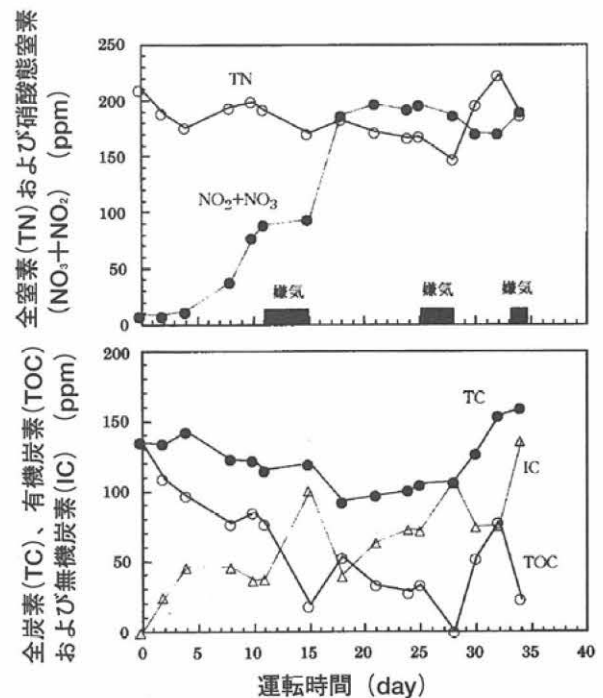 全窒素(TN)および硝酸態窒素
(NO₃+NO₂) (ppm)
250
200
150
100
50
0
TN
NO₂+NO₃
嫌気
嫌気
嫌気
全炭素(TC)、有機炭素(TOC)
および無機炭素(IC) (ppm)
200
150
100
50
0
TC
IC
TOC
0 5 10 15 20 25 30 35 40
運転時間 (day)